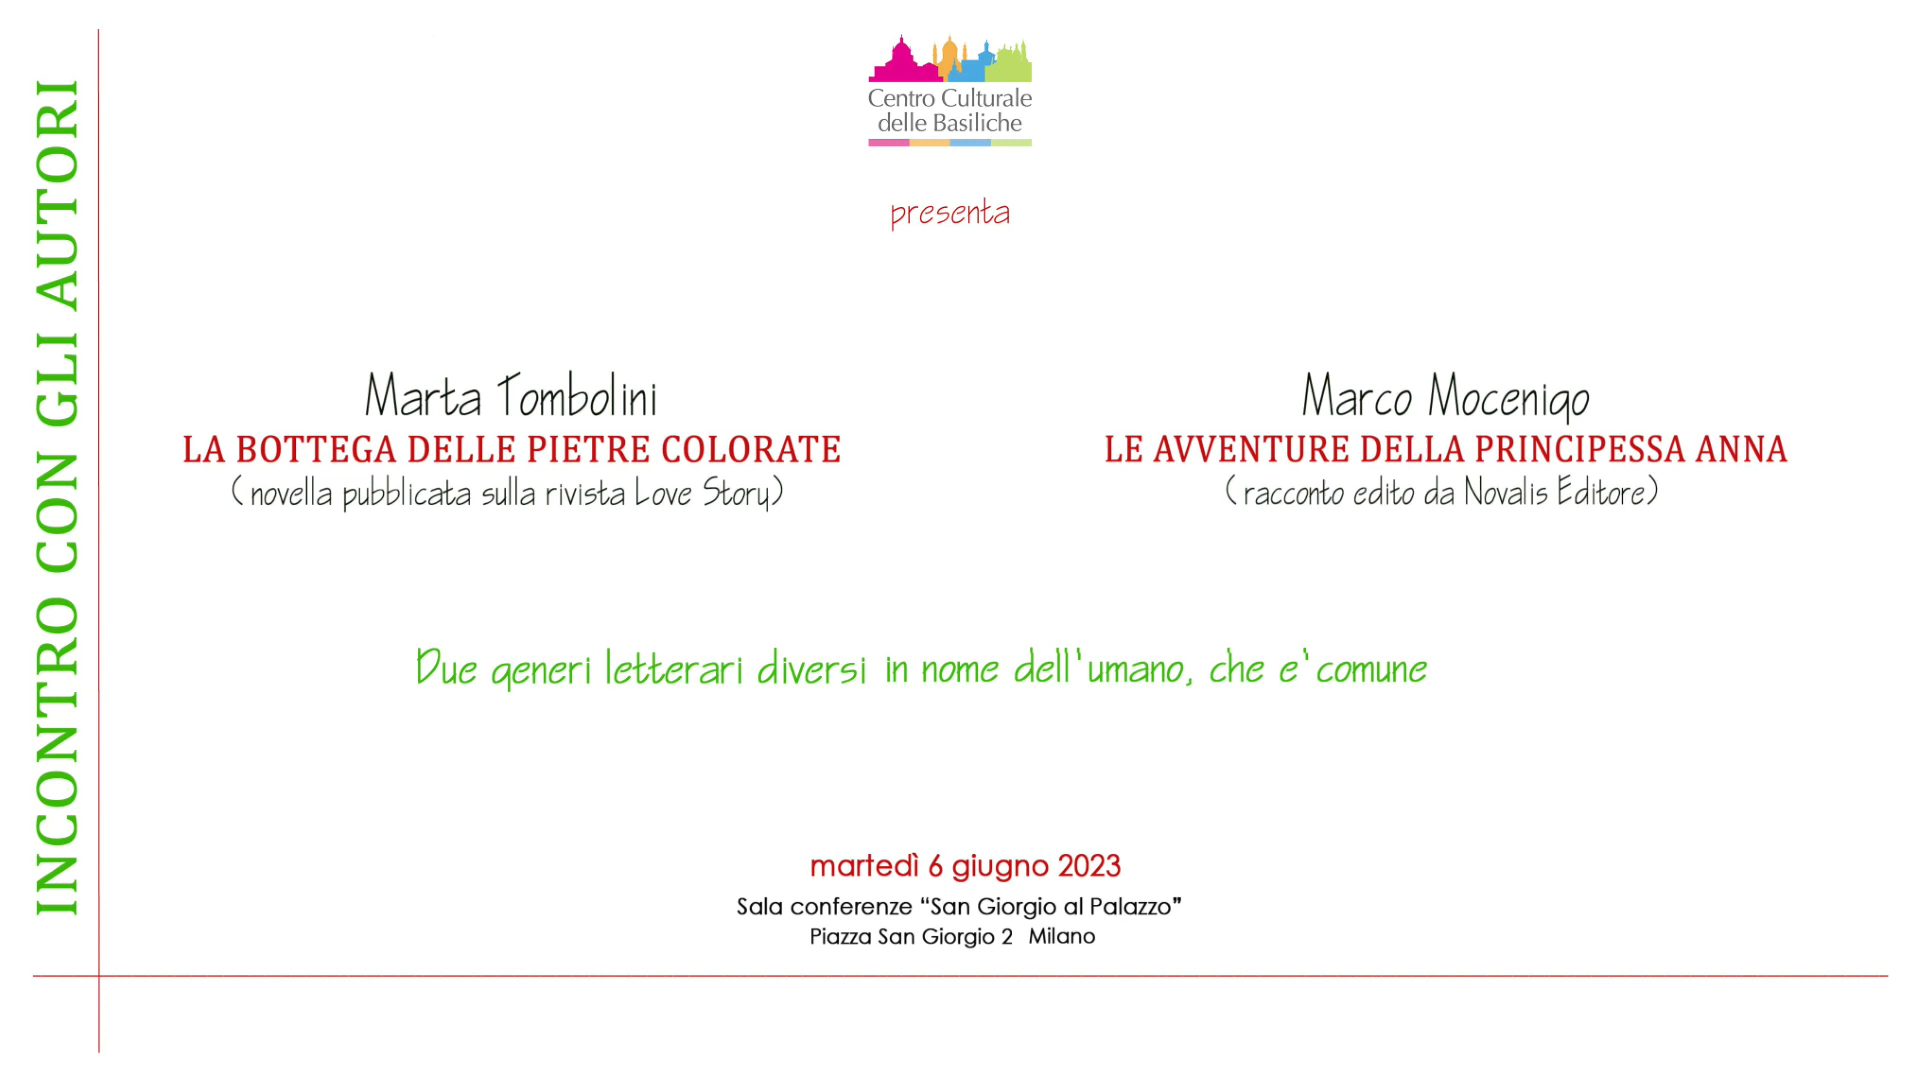 INCONTRO CON GLI AUTORI
Centro Culturale
delle Basiliche
presenta
Marta Tombolini
LA BOTTEGA DELLE PIETRE COLORATE
(novella pubblicata sulla rivista Love Story)
Marco Mocenigo
LE AVVENTURE DELLA PRINCIPESSA ANNA
(racconto edito da Novalis Editore)
Due generi letterari diversi in nome dell'umano, che e' comune
martedì 6 giugno 2023
Sala conferenze “San Giorgio al Palazzo”
Piazza San Giorgio 2 Milano